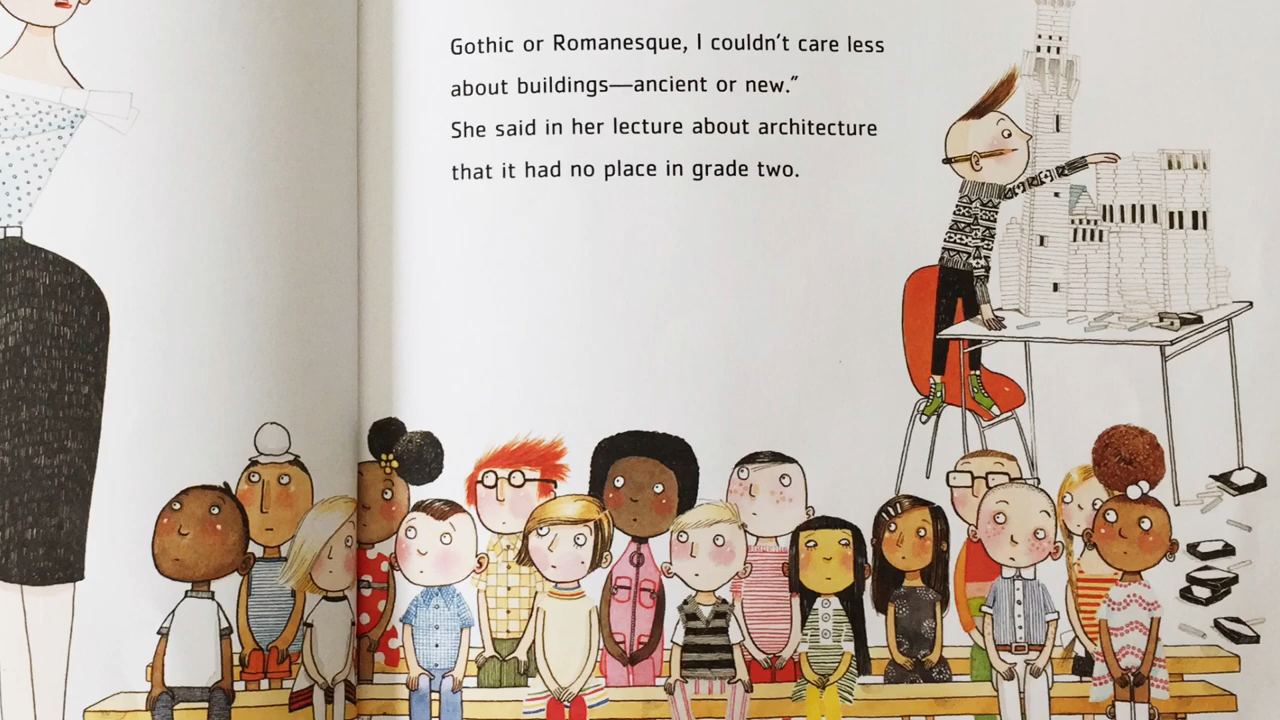 Gothic or Romanesque, I couldn't care less
about buildings—ancient or new."
She said in her lecture about architecture
that it had no place in grade two.